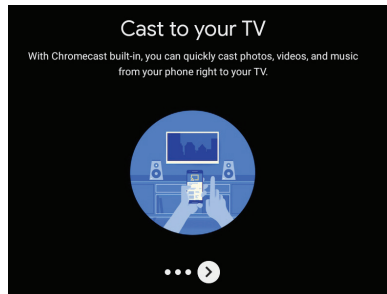 Cast to your TV
With Chromecast built-in, you can quickly cast photos, videos, and music
from your phone right to your TV.